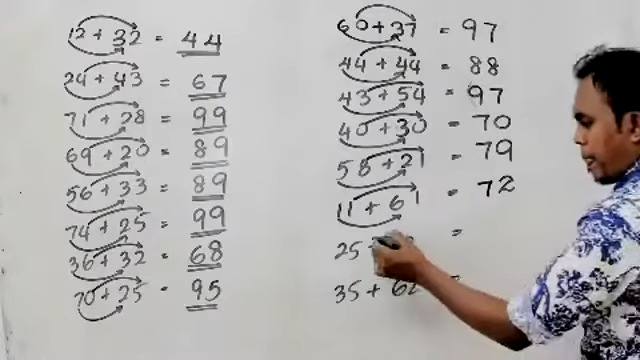 12 + 32 = 44
24 + 43 = 67
71 + 28 = 99
69 + 20 = 89
56 + 33 = 89
74 + 25 = 99
36 + 32 = 68
70 + 25 = 95
60 + 37 = 97
44 + 44 = 88
43 + 54 = 97
40 + 30 = 70
58 + 21 = 79
11 + 61 = 72
25 =
35 + 62 =